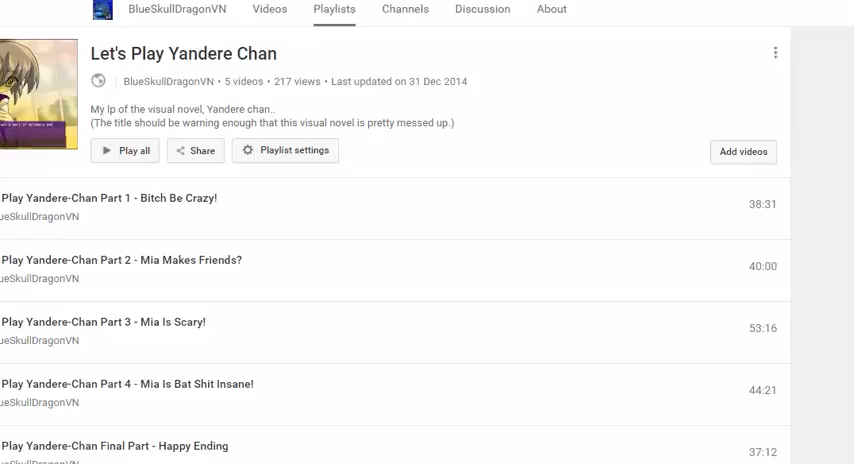 BlueSkullDragonVN Videos Playlists Channels Discussion About
Let's Play Yandere Chan
BlueSkullDragonVN • 5 videos • 217 views • Last updated on 31 Dec 2014
My lp of the visual novel, Yandere chan..
(The title should be warning enough that this visual novel is pretty messed up.)
Play all Share Playlist settings Add videos
Play Yandere-Chan Part 1 - Bitch Be Crazy! 38:31
ueSkullDragonVN
Play Yandere-Chan Part 2 - Mia Makes Friends? 40:00
ueSkullDragonVN
Play Yandere-Chan Part 3 - Mia Is Scary! 53:16
ueSkullDragonVN
Play Yandere-Chan Part 4 - Mia Is Bat Shit Insane! 44:21
ueSkullDragonVN
Play Yandere-Chan Final Part - Happy Ending 37:12
ueSkullDragonVN